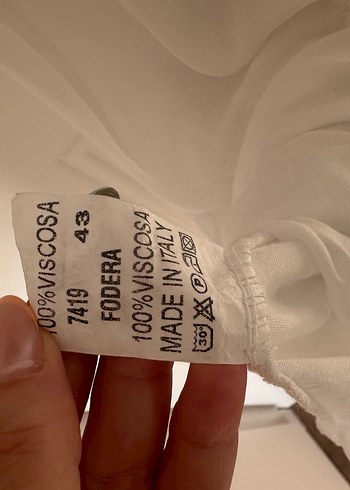 100%VISCOSA
7419 43
FODERA
100%VISCOSA
MADE IN ITALY
30° P